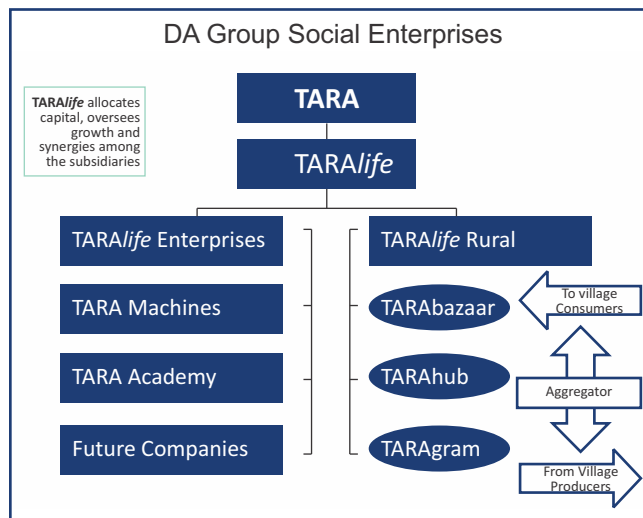 DA Group Social Enterprises
TARAlife allocates
capital, oversees
growth and
synergies among
the subsidiaries
TARA
TARAlife
TARAlife Enterprises
TARA Machines
TARA Academy
Future Companies
TARAlife Rural
TARAbazaar
TARAhub
TARAgram
To village
Consumers
Aggregator
From Village
Producers